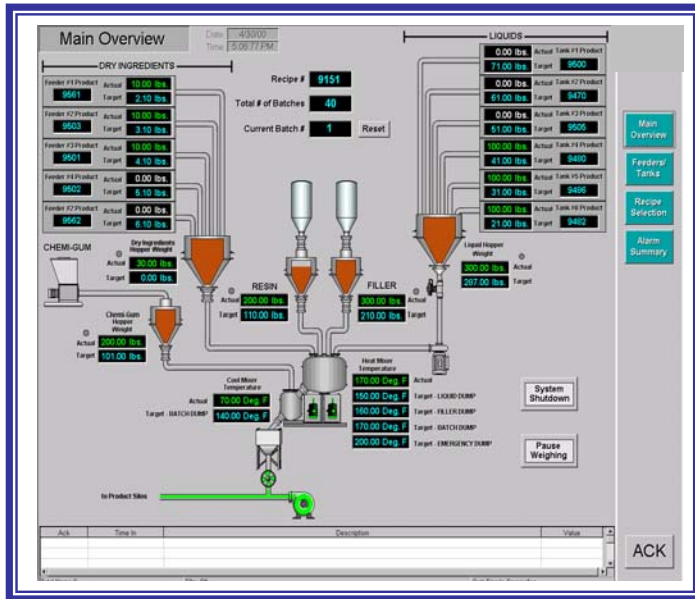 Main Overview
Date 4/30/00
Time 5:06:77 PM
DRY INGREDIENTS
Feeder #1 Product Actual 10.00 lbs.
9561 Target 2.10 lbs.
Feeder #2 Product Actual 10.00 lbs.
9503 Target 3.10 lbs.
Feeder #3 Product Actual 10.00 lbs.
9501 Target 4.10 lbs.
Feeder #4 Product Actual 0.00 lbs.
9502 Target 5.10 lbs.
Feeder #2 Product Actual 0.00 lbs.
9562 Target 6.10 lbs.
Recipe # 9151
Total # of Batches 40
Current Batch # 1 Reset
LIQUIDS
0.00 lbs. Actual Tank #1 Product
71.00 lbs. Target 9500
0.00 lbs. Actual Tank #2 Product
61.00 lbs. Target 9470
0.00 lbs. Actual Tank #3 Product
51.00 lbs. Target 9505
100.00 lbs. Actual Tank #4 Product
41.00 lbs. Target 9480
100.00 lbs. Actual Tank #5 Product
31.00 lbs. Target 9486
100.00 lbs. Actual Tank #6 Product
21.00 lbs. Target 9482
Main Overview
Feeders/ Tanks
Recipe Selection
Alarm Summary
CHEMI-GUM
Dry Ingredients
Hopper Weight
Actual 30.00 lbs.
Target 0.00 lbs.
Liquid Hopper
Weight
300.00 lbs. Actual
287.00 lbs. Target
RESIN
Actual 200.00 lbs.
Target 110.00 lbs.
FILLER
300.00 lbs. Actual
210.00 lbs. Target
Chemi-Gum
Hopper
Weight
Actual 200.00 lbs.
Target 101.00 lbs.
Cool Mixer
Temperature
Actual 70.00 Deg. F
Target - BATCH DUMP 140.00 Deg. F
Heat Mixer
Temperature
170.00 Deg. F Actual
150.00 Deg. F Target - LIQUID DUMP
160.00 Deg. F Target - FILLER DUMP
170.00 Deg. F Target - BATCH DUMP
200.00 Deg. F Target - EMERGENCY DUMP
System
Shutdown
Pause
Weighing
to Product Silos
Ack Time In Description Value
ACK